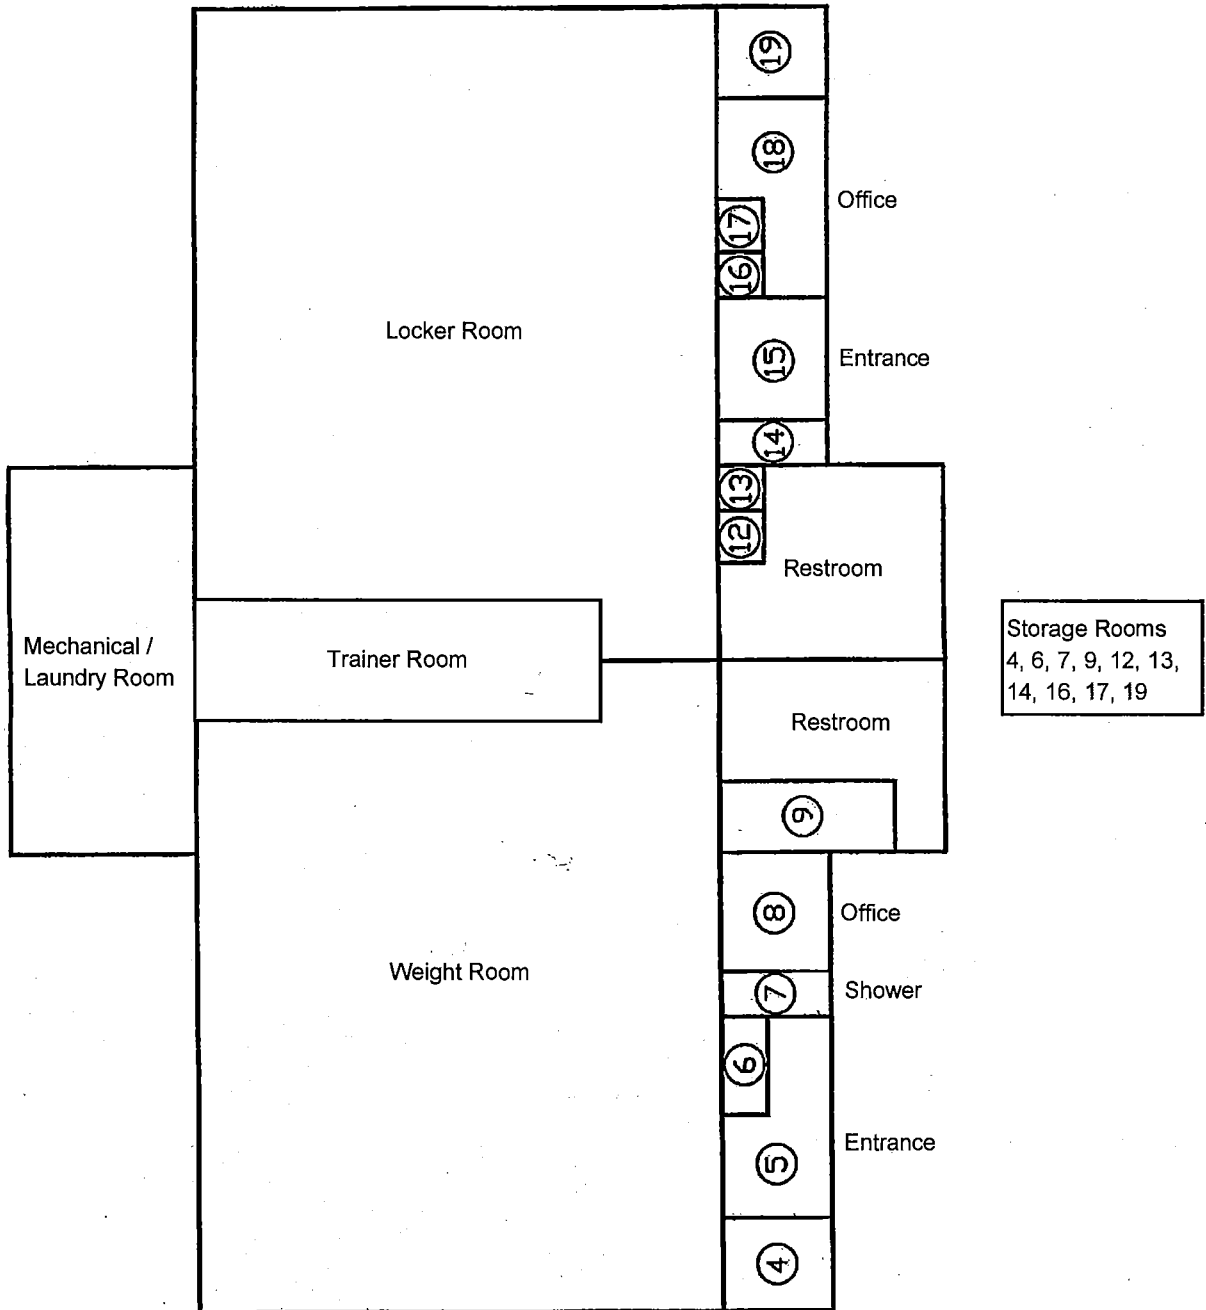 19
18
Office
17
16
Locker Room
15
Entrance
14
13
12
Restroom
Mechanical /
Laundry Room
Trainer Room
Storage Rooms
4, 6, 7, 9, 12, 13,
14, 16, 17, 19
Restroom
9
8
Office
Weight Room
7
Shower
6
Entrance
5
4